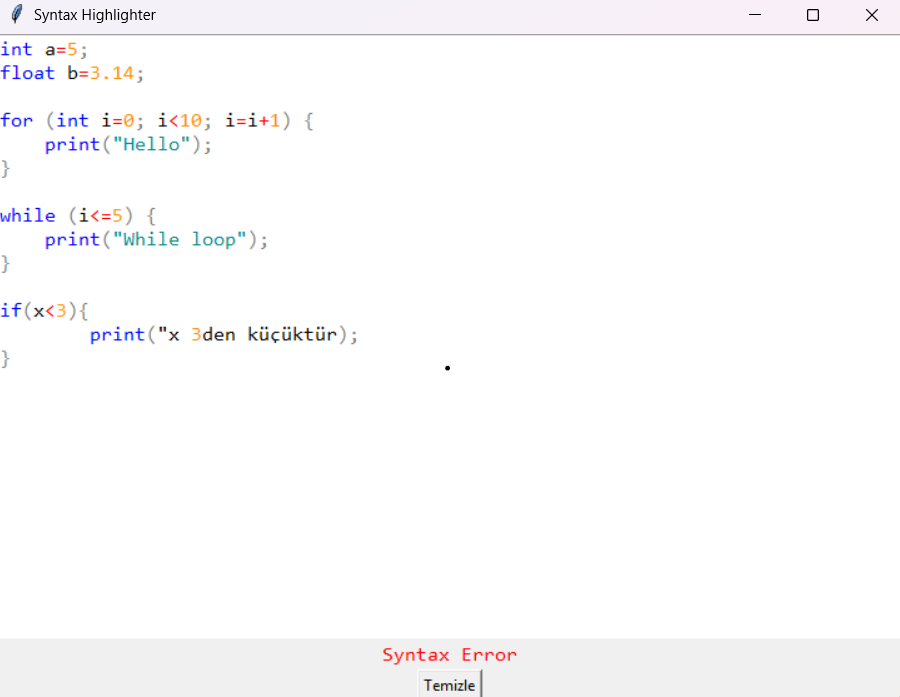 Syntax Highlighter
int a=5;
float b=3.14;
for (int i=0; i<10; i=i+1) {
    print("Hello");
}
while (i<=5) {
    print("While loop");
}
if(x<3){
        print("x 3den küçüktür);
}
Syntax Error
Temizle